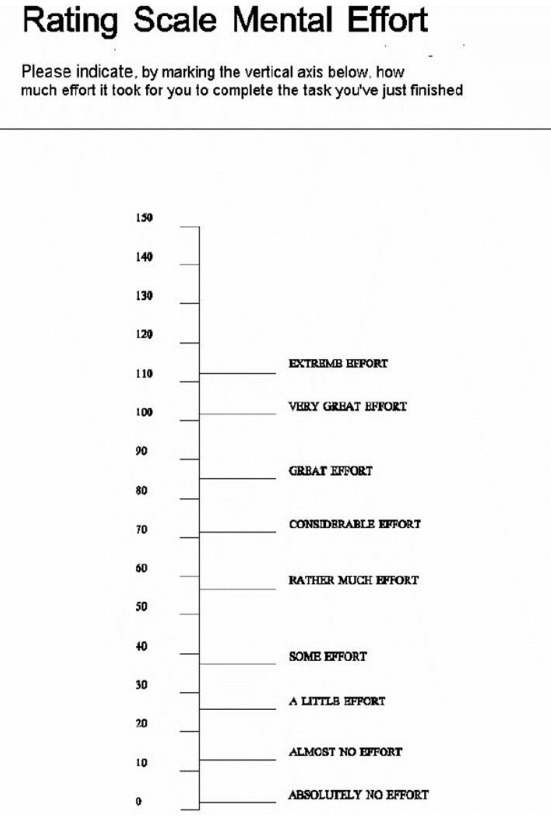 Rating Scale Mental Effort
Please indicate, by marking the vertical axis below, how
much effort it took for you to complete the task you've just finished
150
140
130
120
EXTREME EFFORT
110
VERY GREAT EFFORT
100
90
GREAT EFFORT
80
CONSIDERABLE EFFORT
70
60
RATHER MUCH EFFORT
50
40
SOME EFFORT
30
A LITTLE EFFORT
20
ALMOST NO EFFORT
10
ABSOLUTELY NO EFFORT
0